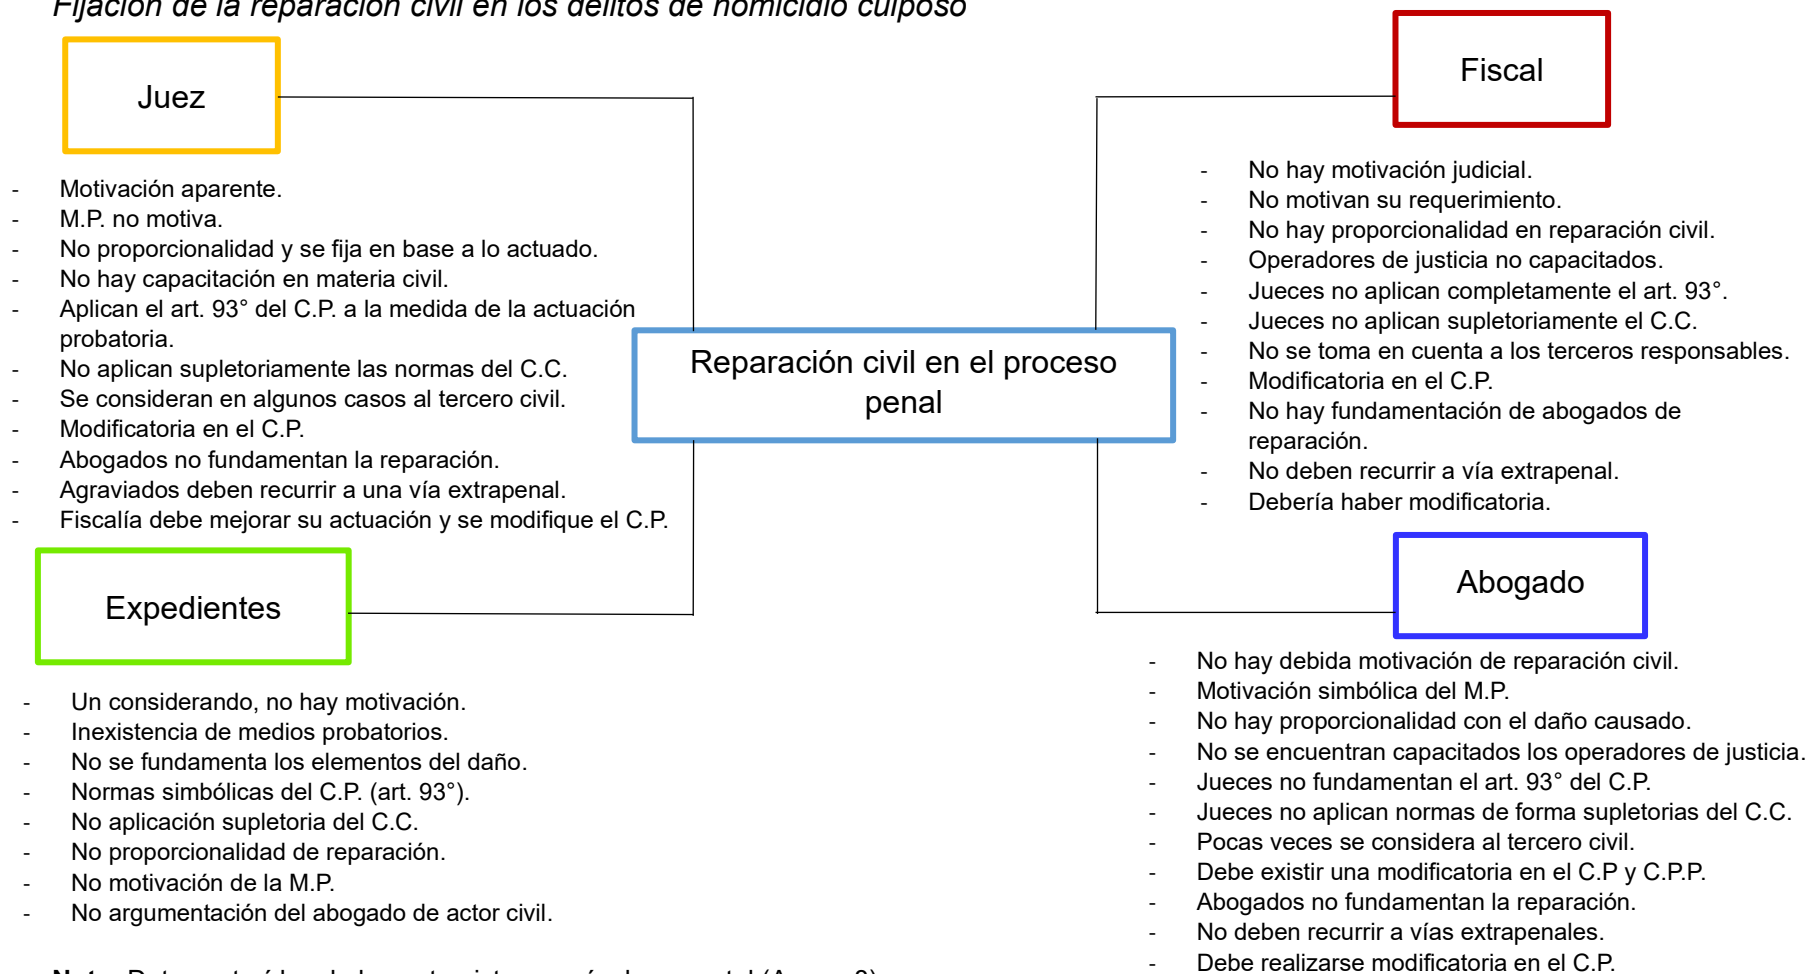 Fijación de la reparación civil en los delitos de homicidio culposo
Juez
- Motivación aparente.
- M.P. no motiva.
- No proporcionalidad y se fija en base a lo actuado.
- No hay capacitación en materia civil.
- Aplican el art. 93° del C.P. a la medida de la actuación
probatoria.
- No aplican supletoriamente las normas del C.C.
- Se consideran en algunos casos al tercero civil.
- Modificatoria en el C.P.
- Abogados no fundamentan la reparación.
- Agraviados deben recurrir a una vía extrapenal.
- Fiscalía debe mejorar su actuación y se modifique el C.P.
Fiscal
- No hay motivación judicial.
- No motivan su requerimiento.
- No hay proporcionalidad en reparación civil.
- Operadores de justicia no capacitados.
- Jueces no aplican completamente el art. 93°.
- Jueces no aplican supletoriamente el C.C.
- No se toma en cuenta a los terceros responsables.
- Modificatoria en el C.P.
- No hay fundamentación de abogados de
reparación.
- No deben recurrir a vía extrapenal.
- Debería haber modificatoria.
Reparación civil en el proceso
penal
Expedientes
- Un considerando, no hay motivación.
- Inexistencia de medios probatorios.
- No se fundamenta los elementos del daño.
- Normas simbólicas del C.P. (art. 93°).
- No aplicación supletoria del C.C.
- No proporcionalidad de reparación.
- No motivación de la M.P.
- No argumentación del abogado de actor civil.
Abogado
- No hay debida motivación de reparación civil.
- Motivación simbólica del M.P.
- No hay proporcionalidad con el daño causado.
- No se encuentran capacitados los operadores de justicia.
- Jueces no fundamentan el art. 93° del C.P.
- Jueces no aplican normas de forma supletorias del C.C.
- Pocas veces se considera al tercero civil.
- Debe existir una modificatoria en el C.P y C.P.P.
- Abogados no fundamentan la reparación.
- No deben recurrir a vías extrapenales.
- Debe realizarse modificatoria en el C.P.